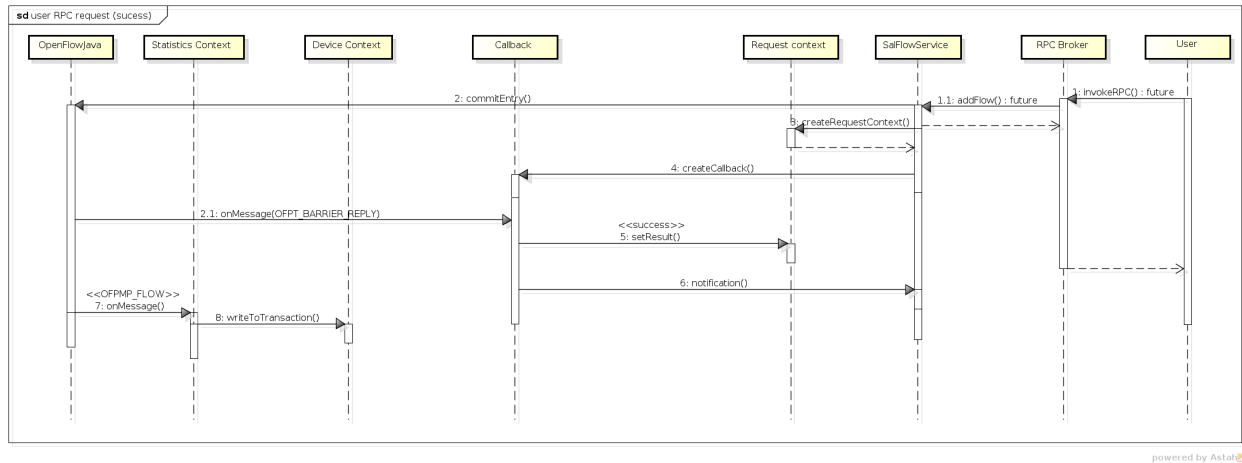 sd user RPC request (sucess)
OpenFlowJava
Statistics Context
Device Context
Callback
Request context
SalFlowService
RPC Broker
User
1: invokeRPC() : future
2: commitEntry()
1.1: addFlow() : future
3: createRequestContext()
4: createCallback()
2.1: onMessage(OFPT_BARRIER_REPLY)
<<success>>
5: setResult()
6: notification()
<<OFPMP_FLOW>>
7: onMessage()
8: writeToTransaction()
powered by Astah